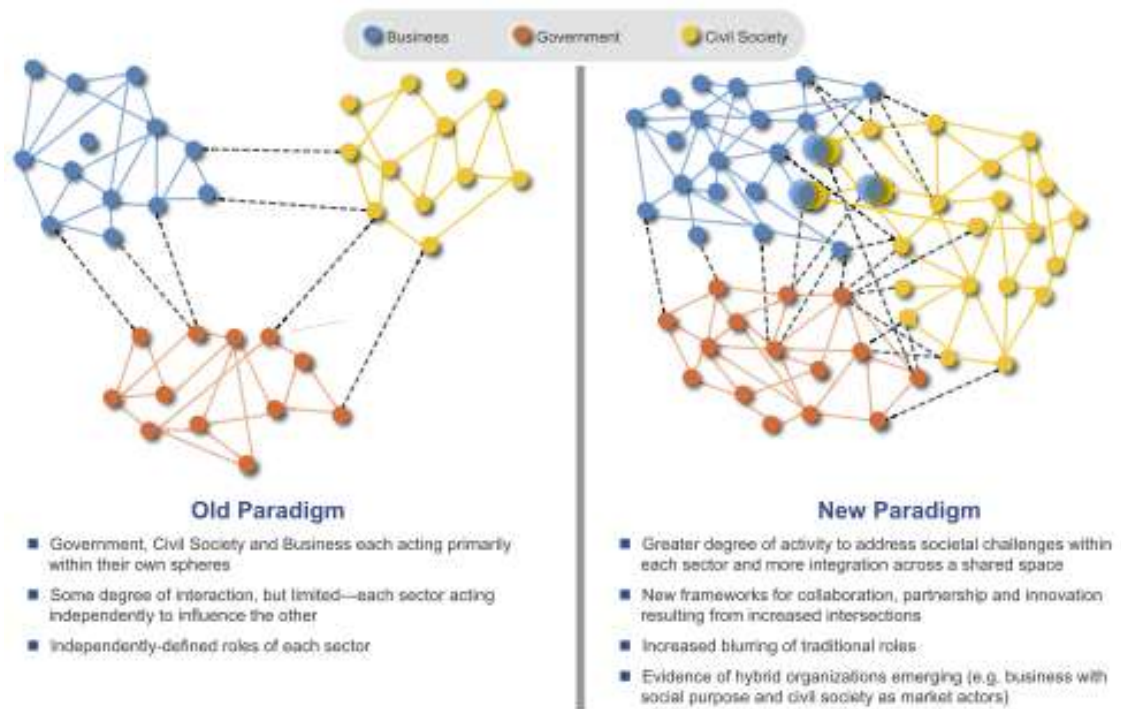 Business Government Civil Society
Old Paradigm
Government, Civil Society and Business each acting primarily
within their own spheres
Some degree of interaction, but limited—each sector acting
independently to influence the other
Independently-defined roles of each sector
New Paradigm
Greater degree of activity to address societal challenges within
each sector and more integration across a shared space
New frameworks for collaboration, partnership and innovation
resulting from increased intersections
Increased blurring of traditional roles
Evidence of hybrid organizations emerging (e.g. business with
social purpose and civil society as market actors)